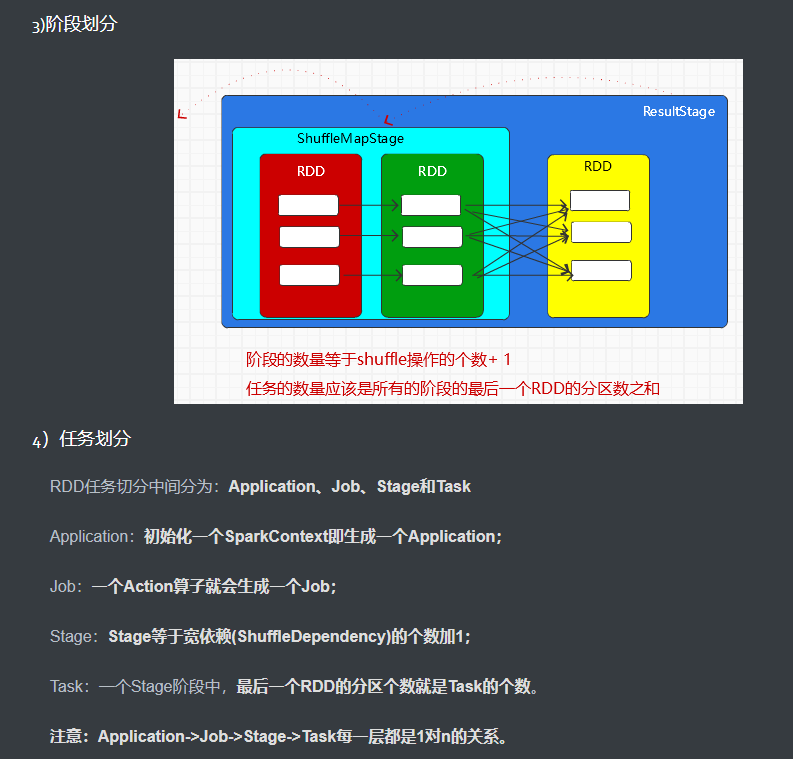 3)阶段划分
ResultStage
ShuffleMapStage
RDD
RDD
RDD
阶段的数量等于shuffle操作的个数+ 1
任务的数量应该是所有的阶段的最后一个RDD的分区数之和
4）任务划分
RDD任务切分中间分为：Application、Job、Stage和Task
Application：初始化一个SparkContext即生成一个Application；
Job：一个Action算子就会生成一个Job；
Stage：Stage等于宽依赖(ShuffleDependency)的个数加1；
Task：一个Stage阶段中，最后一个RDD的分区个数就是Task的个数。
注意：Application->Job->Stage->Task每一层都是1对n的关系。